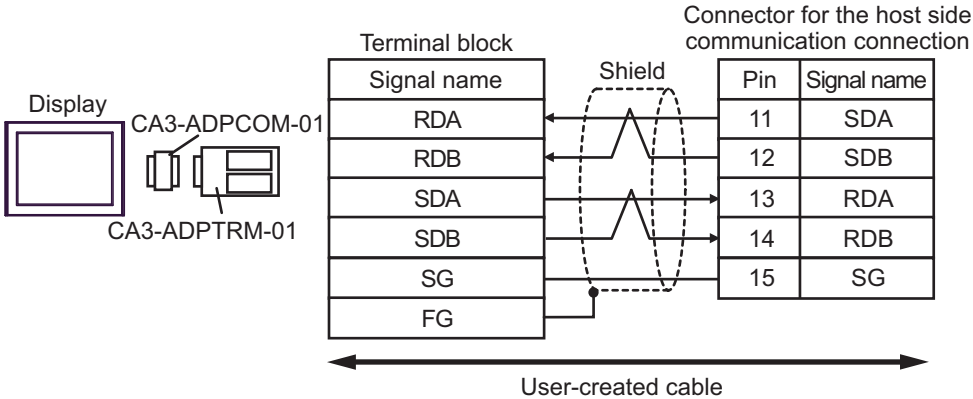 Connector for the host side
communication connection
Terminal block
Signal name
Shield
Pin
Signal name
Display
CA3-ADPCOM-01
CA3-ADPTRM-01
RDA
11
SDA
RDB
12
SDB
SDA
13
RDA
SDB
14
RDB
SG
15
SG
FG
User-created cable